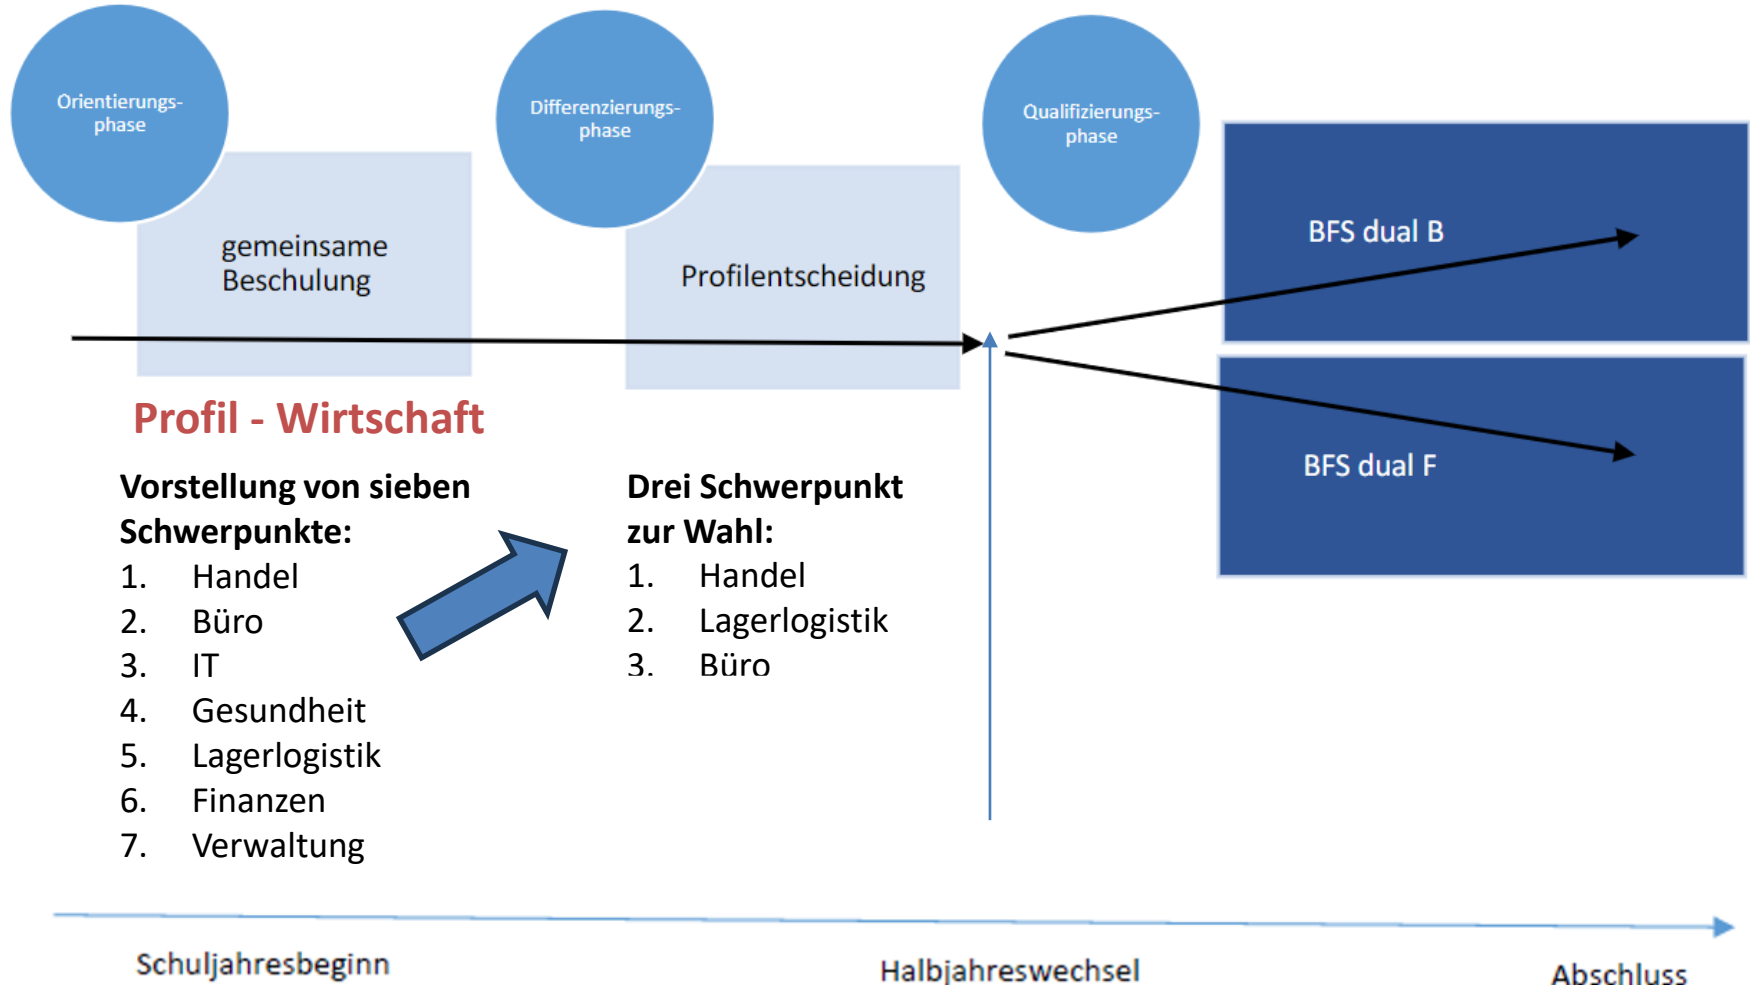 Orientierungs-
phase
Differenzierungs-
phase
Qualifizierungs-
phase
gemeinsame
Beschulung
Profilentscheidung
BFS dual B
BFS dual F
Profil - Wirtschaft
Vorstellung von sieben
Schwerpunkte:
1. Handel
2. Büro
3. IT
4. Gesundheit
5. Lagerlogistik
6. Finanzen
7. Verwaltung
Drei Schwerpunkt
zur Wahl:
1. Handel
2. Lagerlogistik
3. Büro
Schuljahresbeginn
Halbjahreswechsel
Abschluss